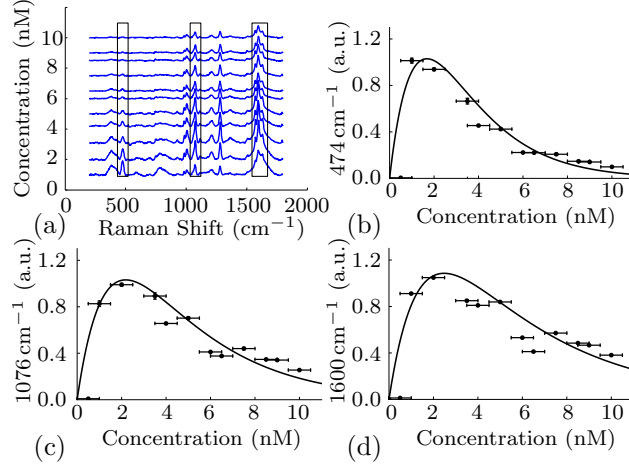 Concentration (nM)
10
8
6
4
2
0
0
500
1000
1500
2000
(a)
Raman Shift (cm⁻¹)
474 cm⁻¹ (a.u.)
1.2
0.8
0.4
0.0
0 2 4 6 8 10
(b)
Concentration (nM)
1076 cm⁻¹ (a.u.)
1.2
0.8
0.4
0.0
0 2 4 6 8 10
(c)
Concentration (nM)
1600 cm⁻¹ (a.u.)
1.2
0.8
0.4
0.0
0 2 4 6 8 10
(d)
Concentration (nM)